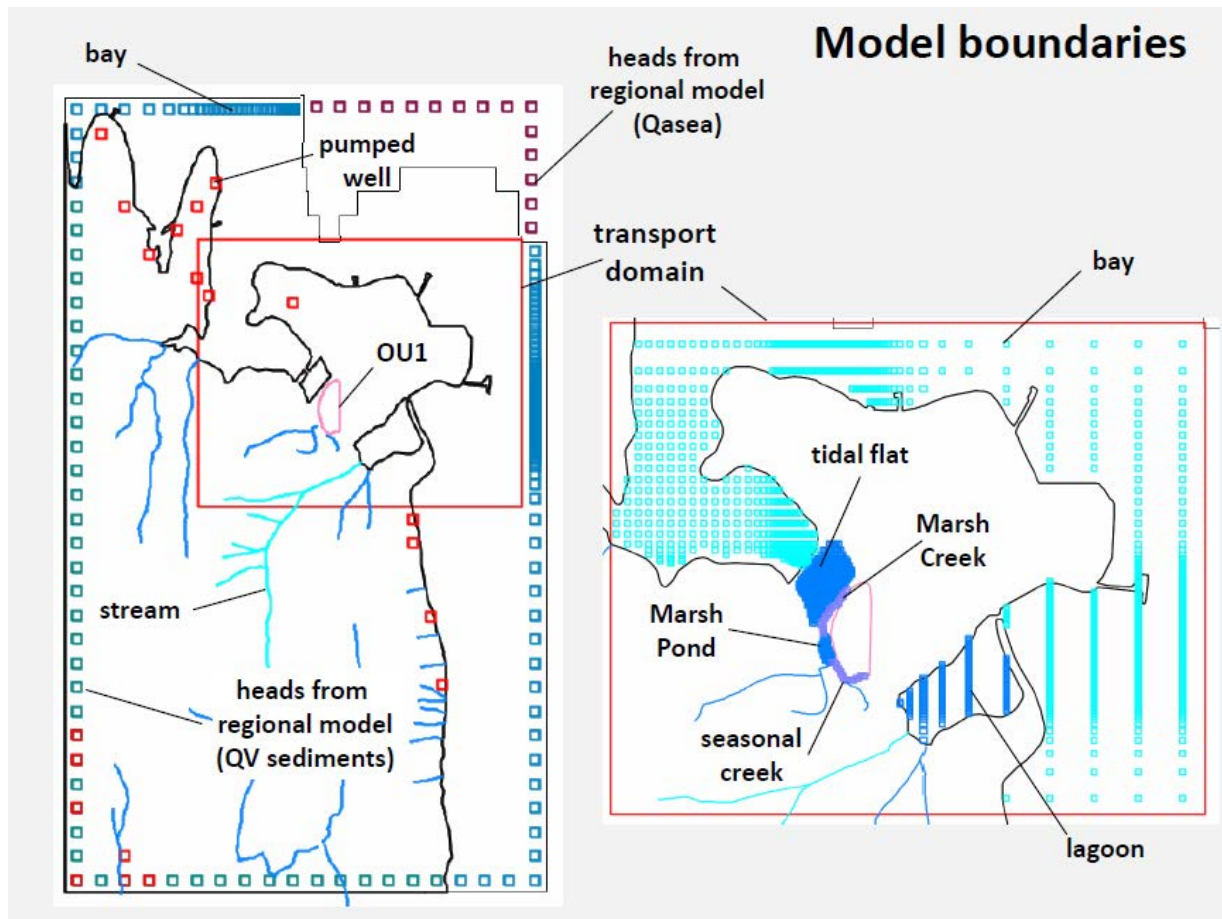 Model boundaries
bay
heads from
regional model
(Qasea)
pumped
well
transport
domain
OU1
stream
heads from
regional model
(QV sediments)
bay
tidal flat
Marsh
Creek
Marsh
Pond
seasonal
creek
lagoon